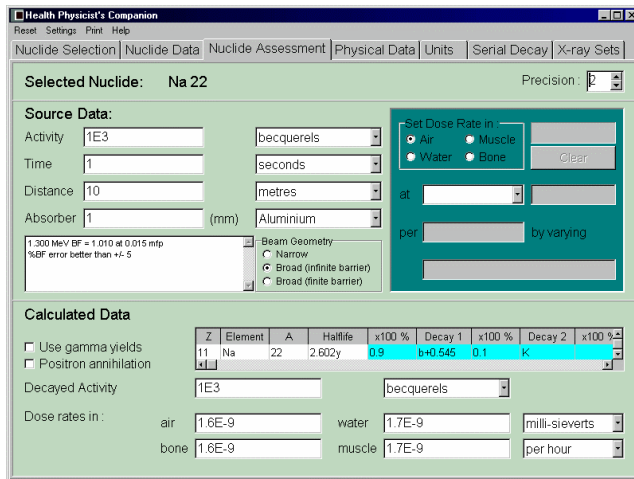 Health Physicist's Companion
Reset Settings Print Help
Nuclide Selection Nuclide Data Nuclide Assessment Physical Data Units Serial Decay X-ray Sets
Selected Nuclide: Na 22 Precision : 2
Source Data:
Activity 1E3 becquerels
Time 1 seconds
Distance 10 metres
Absorber 1 (mm) Aluminium
1.300 MeV BF = 1.010 at 0.015 mfp
%BF error better than +/- 5
Beam Geometry
Narrow
Broad (infinite barrier)
Broad (finite barrier)
Set Dose Rate in :
Air Muscle
Water Bone
Clear
at
per by varying
Calculated Data
Use gamma yields
Positron annihilation
Z Element A Halflife x100 % Decay 1 x100 % Decay 2 x100 %
11 Na 22 2.602y 0.9 b+0.545 0.1 K
Decayed Activity 1E3 becquerels
Dose rates in : air 1.6E-9 water 1.7E-9 milli-sieverts
bone 1.6E-9 muscle 1.7E-9 per hour